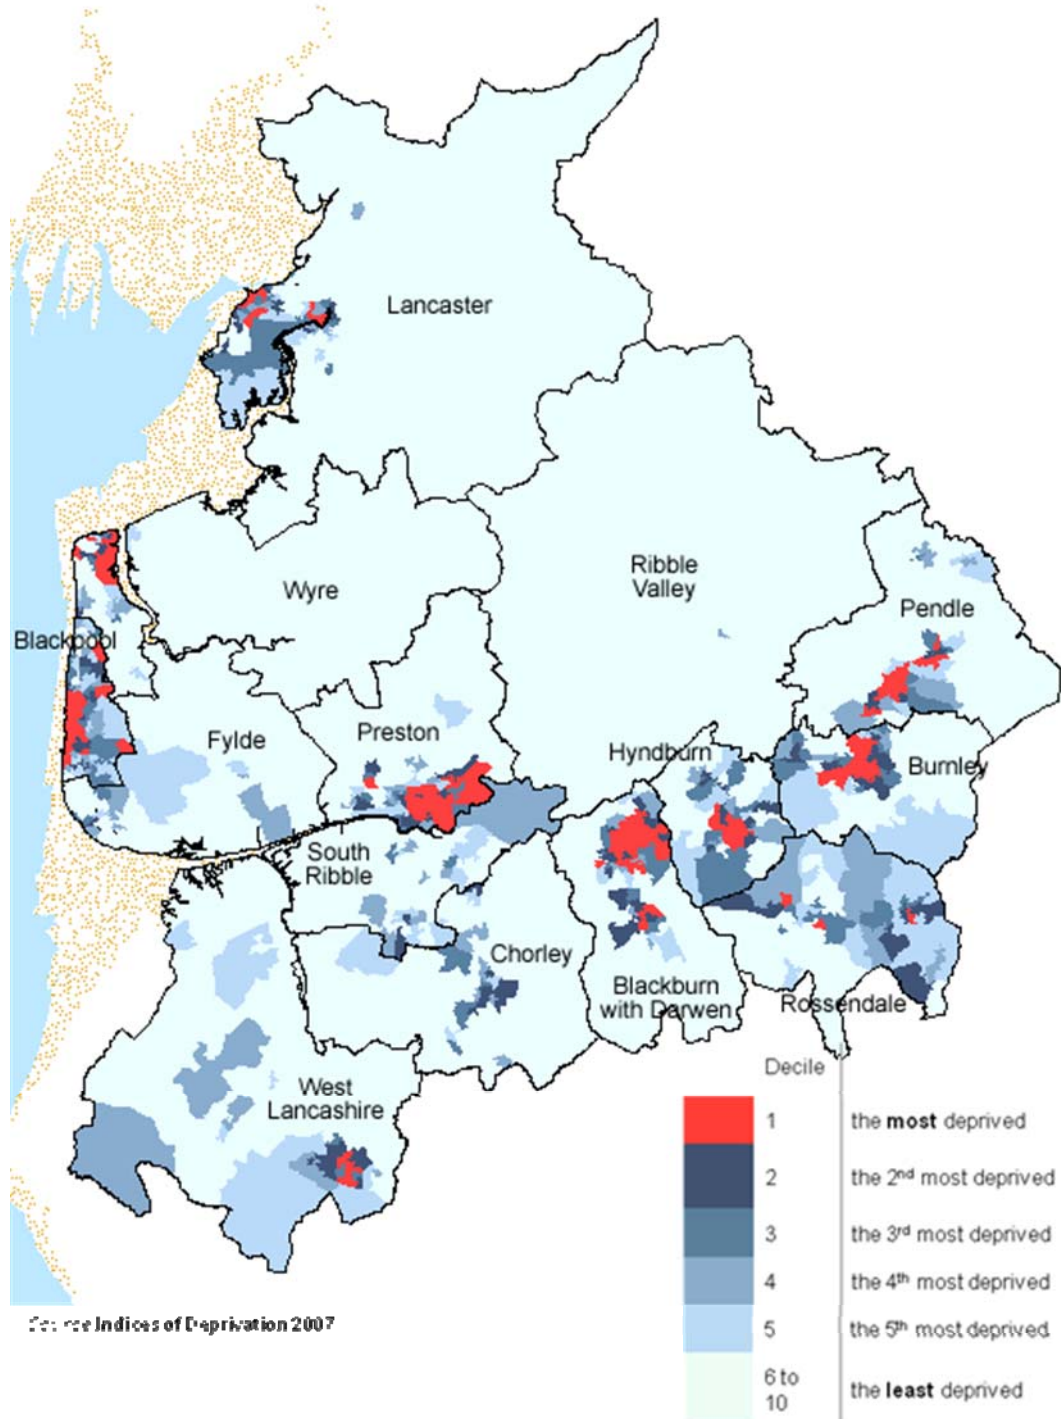 Lancaster
Wyre
Ribble
Valley
Pendle
Blackpool
Fylde
Preston
Hyndburn
Burnley
South
Ribble
Chorley
Blackburn
with Darwen
Rossendale
West
Lancashire
Decile
1 the most deprived
2 the 2nd most deprived
3 the 3rd most deprived
4 the 4th most deprived
5 the 5th most deprived
6 to
10 the least deprived
Indices of Deprivation 2007